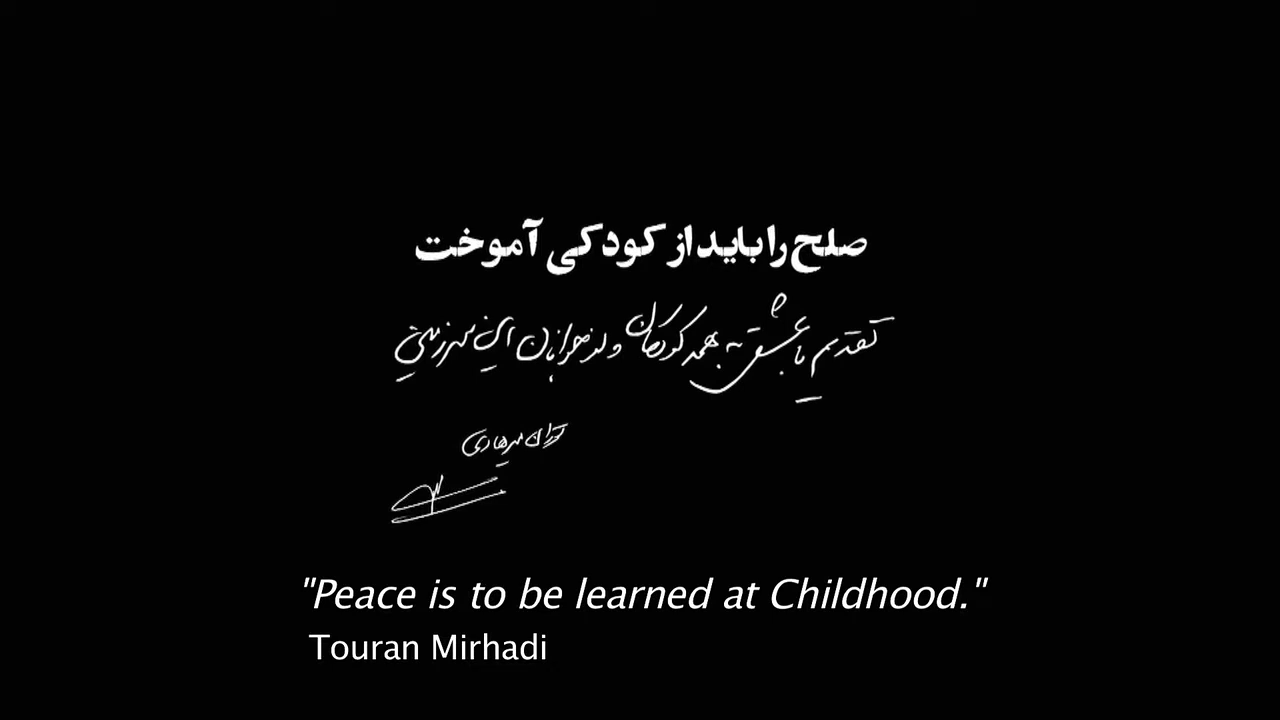 صلح را باید از کودکی آموخت
تقدیم با عشق به همه کودکان و نوجوانان این سرزمین
توران میرهادی
"Peace is to be learned at Childhood."
Touran Mirhadi